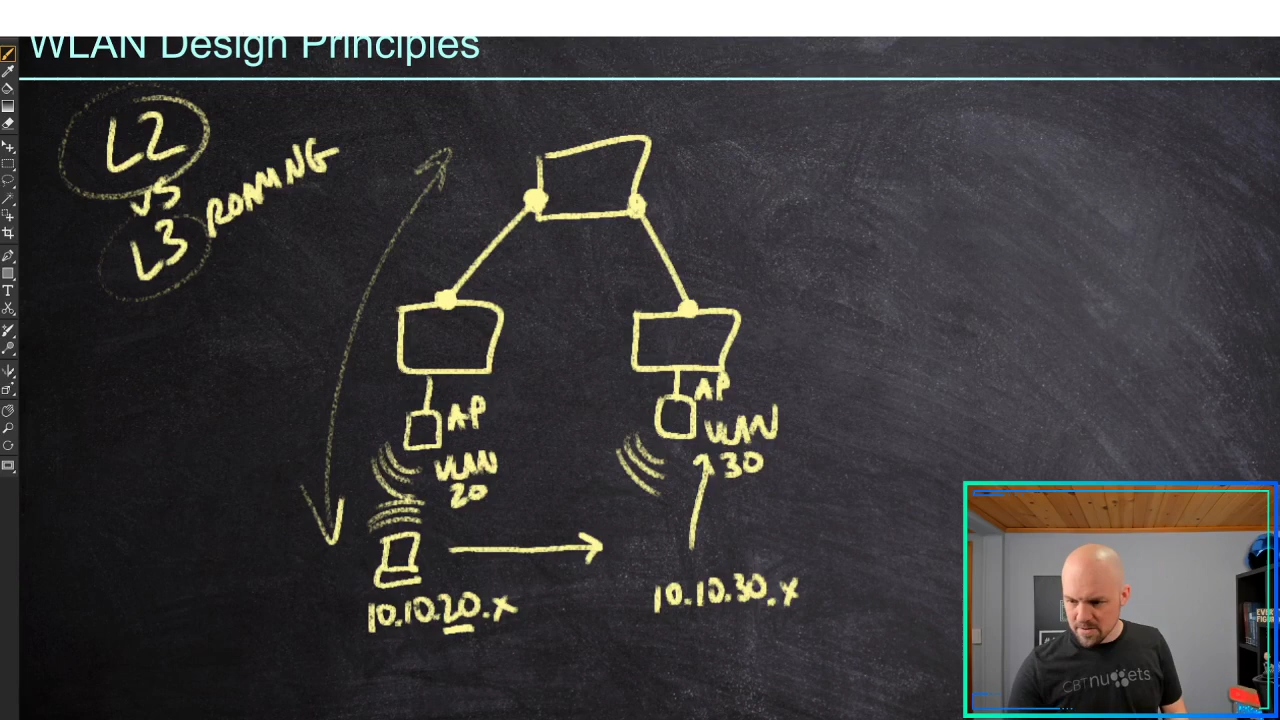 WLAN Design Principles
L2
VS
L3 ROAMING
AP
VLAN
20
AP
VLAN
30
10.10.20.x
10.10.30.x
CBTnuggets